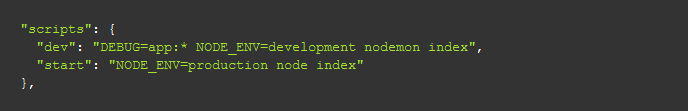 "scripts": {
  "dev": "DEBUG=app:* NODE_ENV=development nodemon index",
  "start": "NODE_ENV=production node index"
},